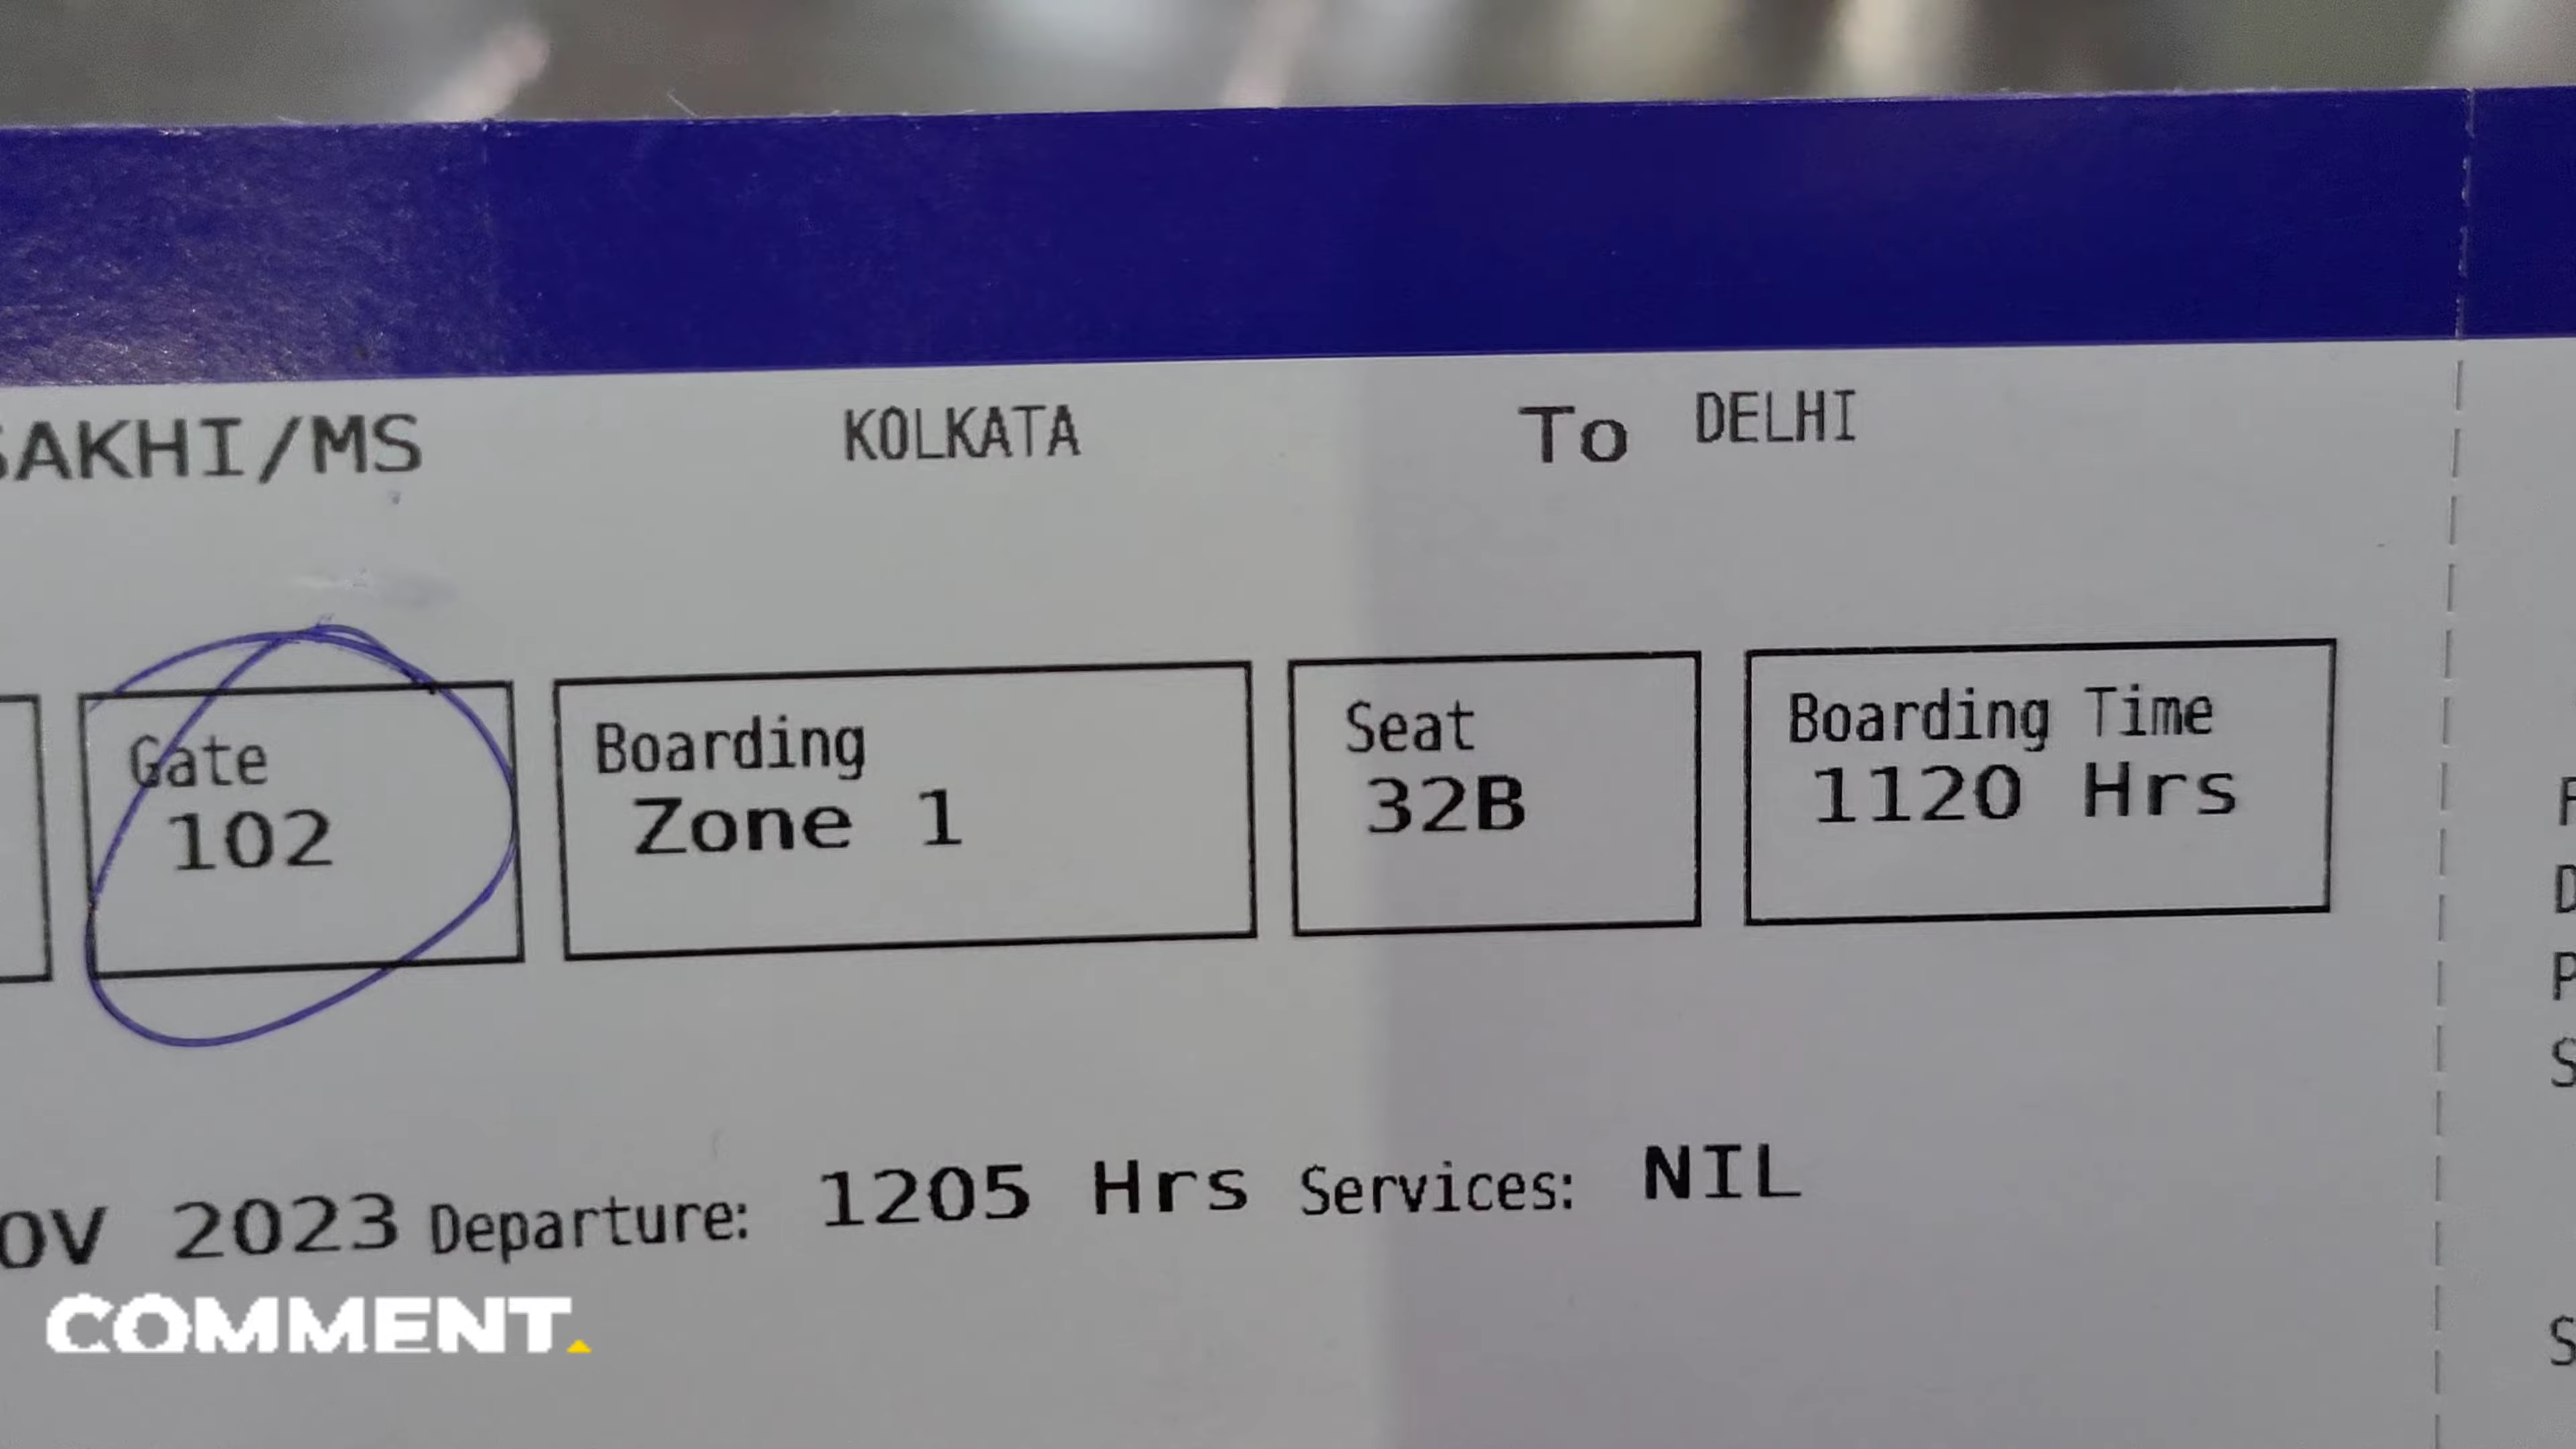 SAKHI/MS KOLKATA To DELHI
Gate
102
Boarding
Zone 1
Seat
32B
Boarding Time
1120 Hrs
OV 2023 Departure: 1205 Hrs Services: NIL
COMMENT.